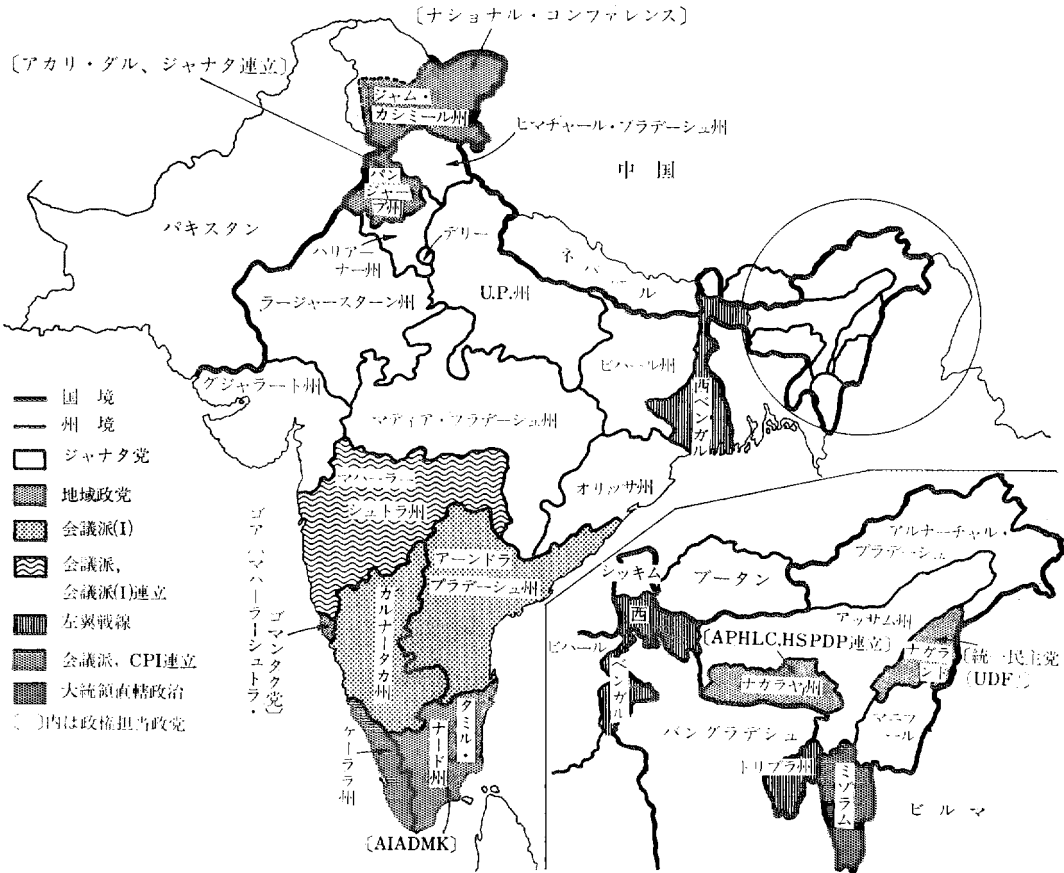 〔ナショナル・コンファレンス〕
〔アカリ・ダル、ジャナタ連立〕
ジャム・
カシミール州
ヒマチャール・プラデーシュ州
中国
パン
ジャー
ブ州
パキスタン
デリー
ハリアー
ナー州
ネパール
ラージャースターン州
U.P.州
ビハール州
グジャラート州
西ベンガル
マディア・プラデーシュ州
国境
州境
ジャナタ党
地域政党
会議派(I)
会議派,
会議派(I)連立
左翼戦線
会議派、CPI連立
大統領直轄政治
〔 〕内は政権担当政党
マハーラー
シュトラ州
オリッサ州
ゴア〔マハーラーシュトラ・
ゴマンタク党〕
アーンドラ
プラデーシュ州
カルナータカ州
タミル・
ナード州
ケーララ州
〔AIADMK〕
アルナーチャル・
プラデーシュ
シッキム
ブータン
アッサム州
西ベンガル
ビハール
〔APHLC,HSPDP連立〕
ナガラ
ンド
〔統一民主党
(UDF)〕
ナガラヤ州
マニプール
バングラデシュ
トリプラ州
ミゾラム
ビルマ